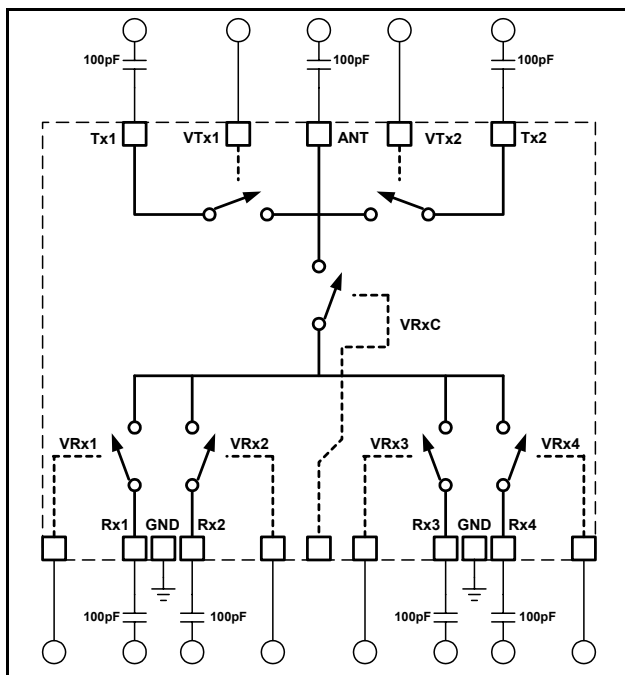 100pF 100pF 100pF
Tx1 VTx1 ANT VTx2 Tx2
VRxC
VRx1 VRx2 VRx3 VRx4
Rx1 GND Rx2 Rx3 GND Rx4
100pF 100pF 100pF 100pF